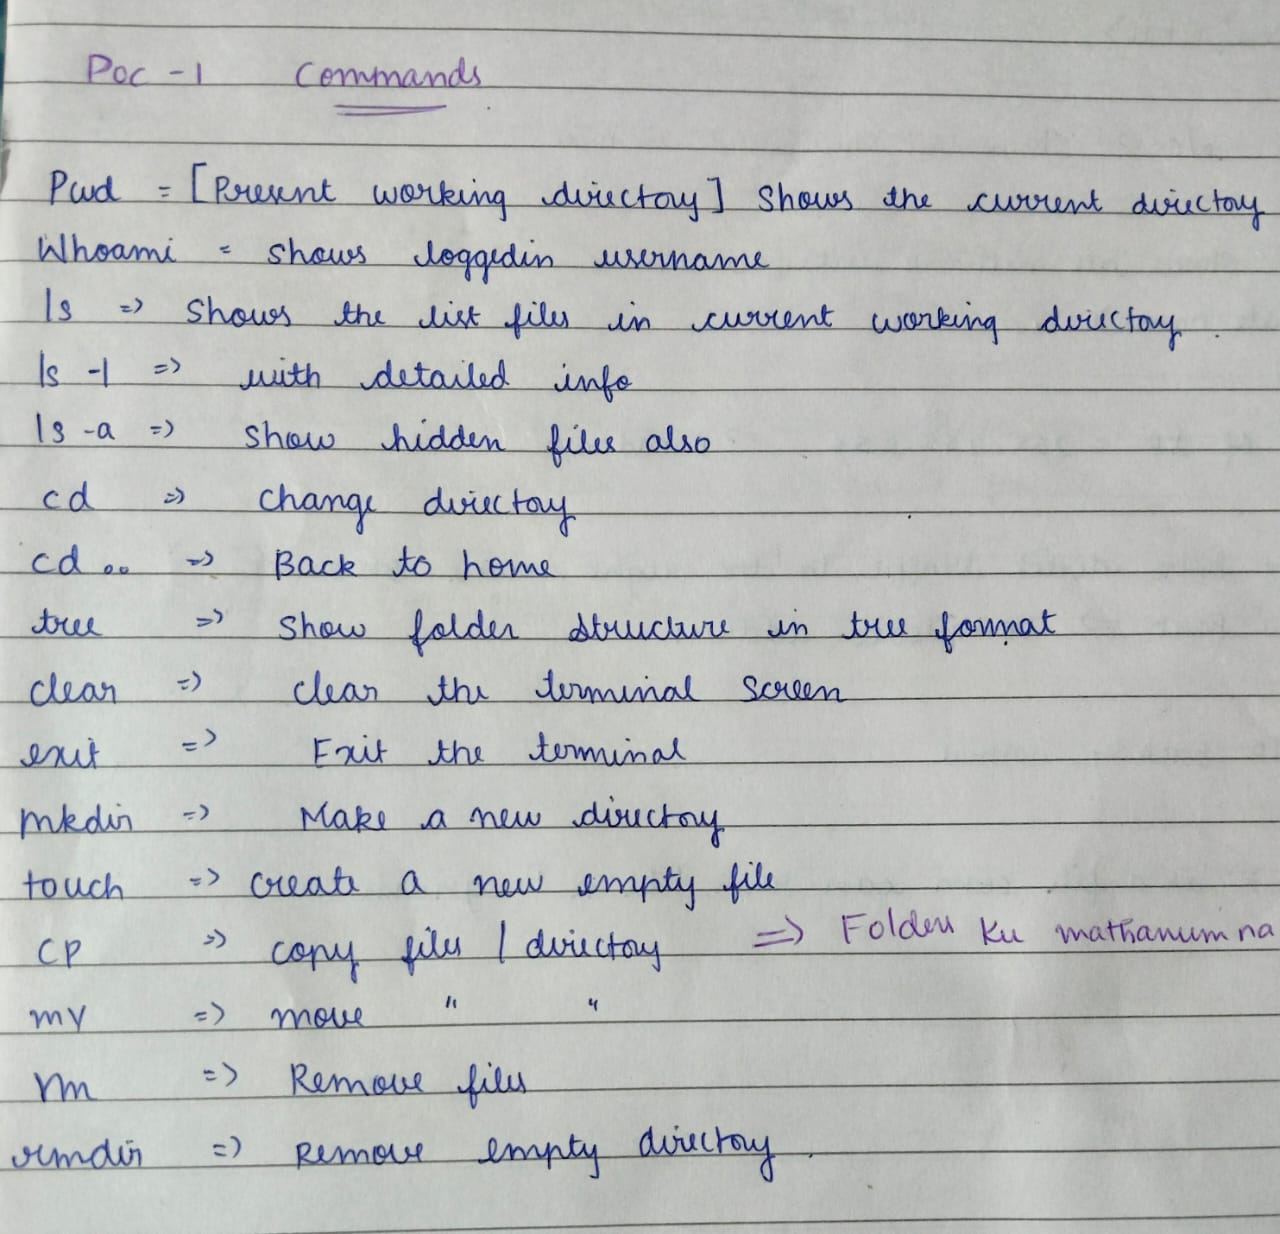 Poc - 1 Commands
Pwd = [Present working directory] Shows the current directory
Whoami = shows loggedin username
ls => Shows the list files in current working directory.
ls -l => with detailed info
ls -a => show hidden files also
cd => change directory
cd .. => Back to home
tree => Show folder structure in tree format
clear => clear the terminal screen
exit => Exit the terminal
mkdir => Make a new directory
touch => create a new empty file
CP => copy files / directory => Folder ku mathanum na
mv => move " "
rm => Remove files
rmdir => Remove empty directory.